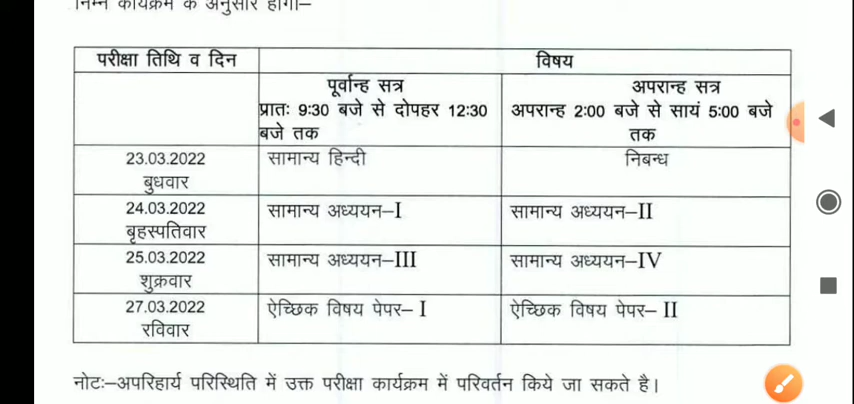 निम्न कार्यक्रम के अनुसार होगी–
परीक्षा तिथि व दिन विषय
पूर्वान्ह सत्र अपरान्ह सत्र
प्रातः 9:30 बजे से दोपहर 12:30 अपरान्ह 2:00 बजे से सायं 5:00 बजे
बजे तक तक
23.03.2022 सामान्य हिन्दी निबन्ध
बुधवार
24.03.2022 सामान्य अध्ययन–I सामान्य अध्ययन–II
बृहस्पतिवार
25.03.2022 सामान्य अध्ययन–III सामान्य अध्ययन–IV
शुक्रवार
27.03.2022 ऐच्छिक विषय पेपर– I ऐच्छिक विषय पेपर– II
रविवार
नोटः–अपरिहार्य परिस्थिति में उक्त परीक्षा कार्यक्रम में परिवर्तन किये जा सकते है।